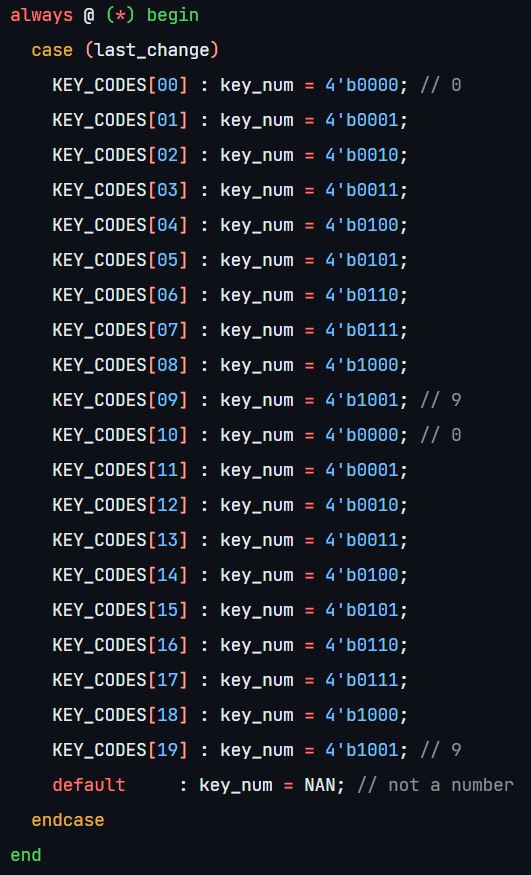 always @ (*) begin
case (last_change)
KEY_CODES[00] : key_num = 4'b0000; // 0
KEY_CODES[01] : key_num = 4'b0001;
KEY_CODES[02] : key_num = 4'b0010;
KEY_CODES[03] : key_num = 4'b0011;
KEY_CODES[04] : key_num = 4'b0100;
KEY_CODES[05] : key_num = 4'b0101;
KEY_CODES[06] : key_num = 4'b0110;
KEY_CODES[07] : key_num = 4'b0111;
KEY_CODES[08] : key_num = 4'b1000;
KEY_CODES[09] : key_num = 4'b1001; // 9
KEY_CODES[10] : key_num = 4'b0000; // 0
KEY_CODES[11] : key_num = 4'b0001;
KEY_CODES[12] : key_num = 4'b0010;
KEY_CODES[13] : key_num = 4'b0011;
KEY_CODES[14] : key_num = 4'b0100;
KEY_CODES[15] : key_num = 4'b0101;
KEY_CODES[16] : key_num = 4'b0110;
KEY_CODES[17] : key_num = 4'b0111;
KEY_CODES[18] : key_num = 4'b1000;
KEY_CODES[19] : key_num = 4'b1001; // 9
default : key_num = NAN; // not a number
endcase
end